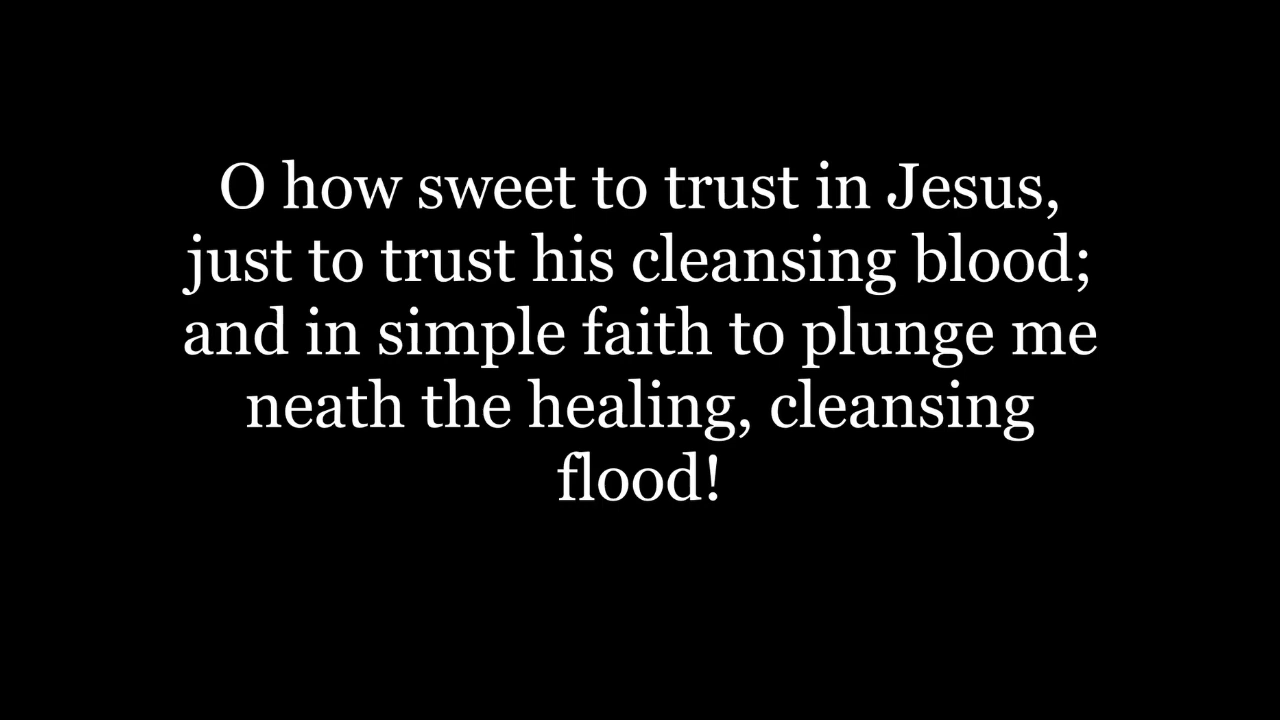 O how sweet to trust in Jesus,
just to trust his cleansing blood;
and in simple faith to plunge me
neath the healing, cleansing
flood!